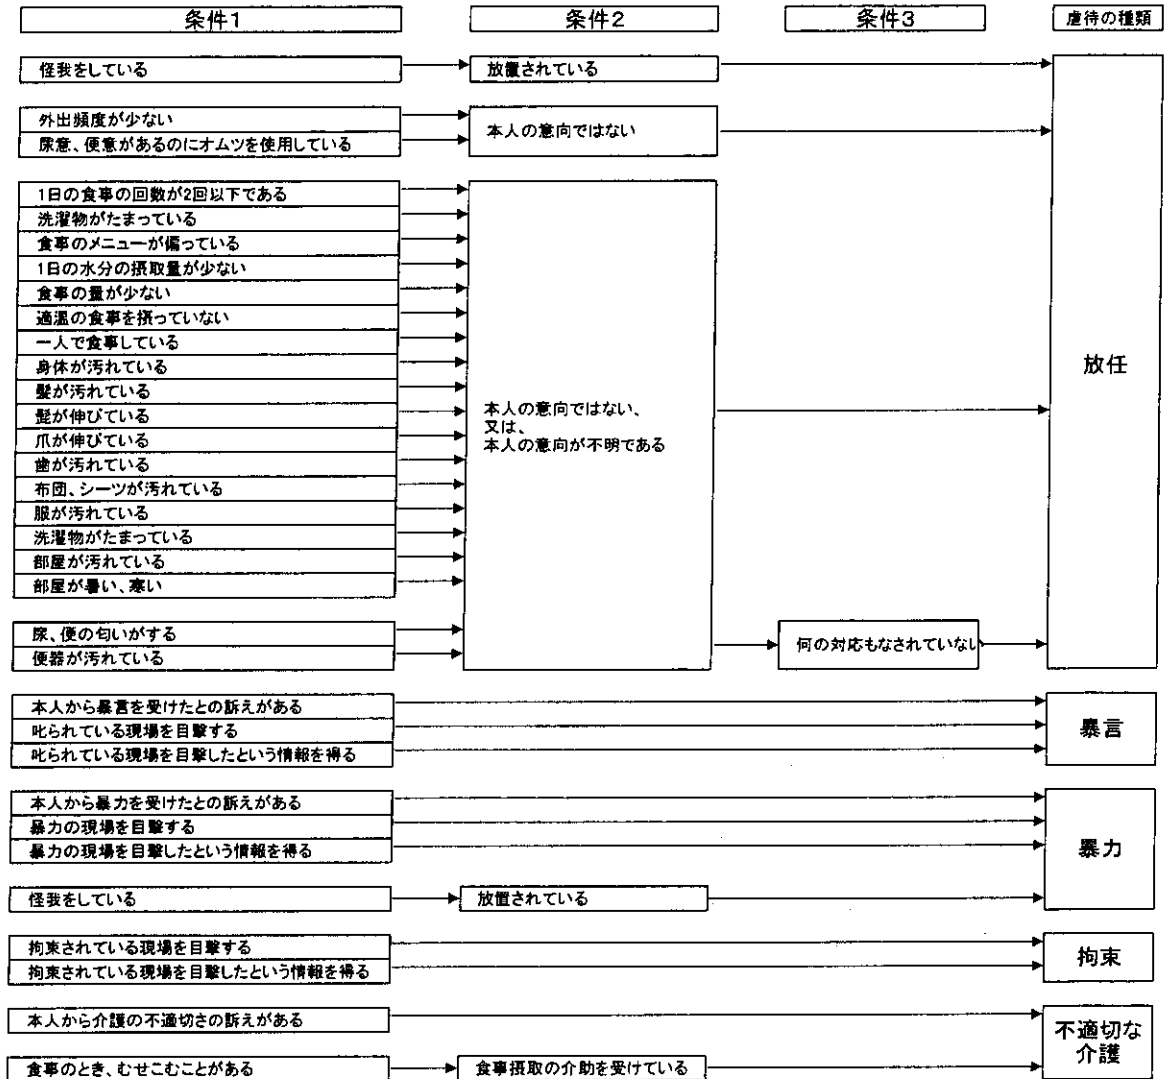 条件1 条件2 条件3 虐待の種類
怪我をしている 放置されている
外出頻度が少ない
尿意、便意があるのにオムツを使用している
本人の意向ではない
1日の食事の回数が2回以下である
洗濯物がたまっている
食事のメニューが偏っている
1日の水分の摂取量が少ない
食事の量が少ない
適温の食事を摂っていない
一人で食事している
身体が汚れている
髪が汚れている
髭が伸びている
爪が伸びている
歯が汚れている
布団、シーツが汚れている
服が汚れている
洗濯物がたまっている
部屋が汚れている
部屋が暑い、寒い
尿、便の匂いがする
便器が汚れている
本人の意向ではない、
又は、
本人の意向が不明である
何の対応もなされていない
放任
本人から暴言を受けたとの訴えがある
叱られている現場を目撃する
叱られている現場を目撃したという情報を得る
暴言
本人から暴力を受けたとの訴えがある
暴力の現場を目撃する
暴力の現場を目撃したという情報を得る
怪我をしている 放置されている
暴力
拘束されている現場を目撃する
拘束されている現場を目撃したという情報を得る
拘束
本人から介護の不適切さの訴えがある
食事のとき、むせこむことがある 食事摂取の介助を受けている
不適切な
介護